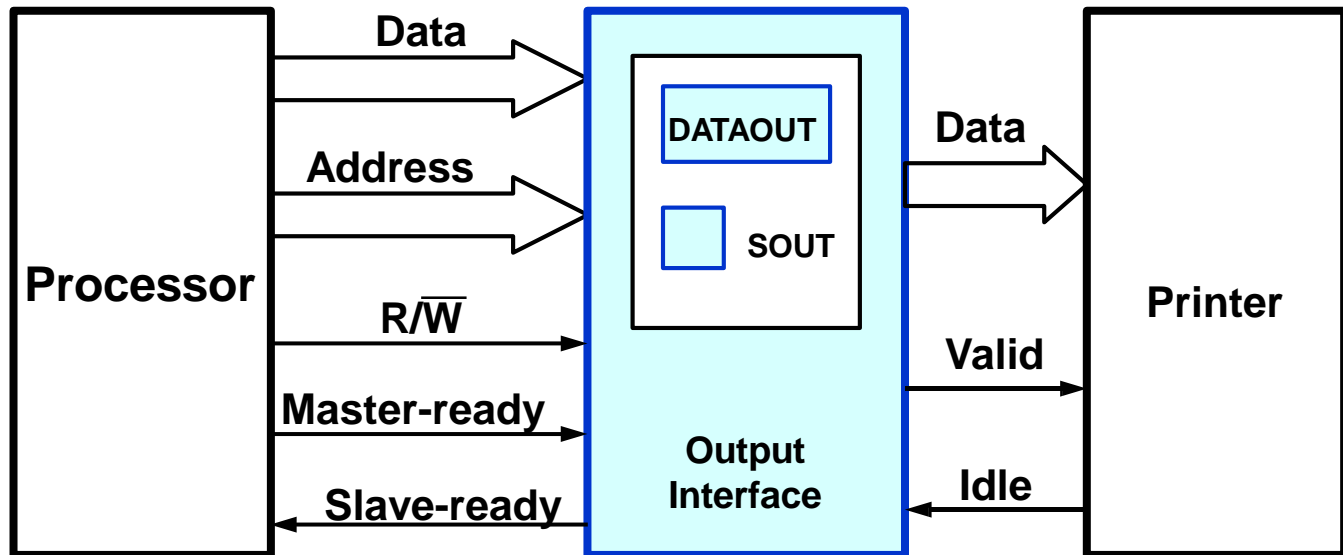 Processor
Data
Address
R/W̅
Master-ready
Slave-ready
DATAOUT
SOUT
Output
Interface
Data
Valid
Idle
Printer